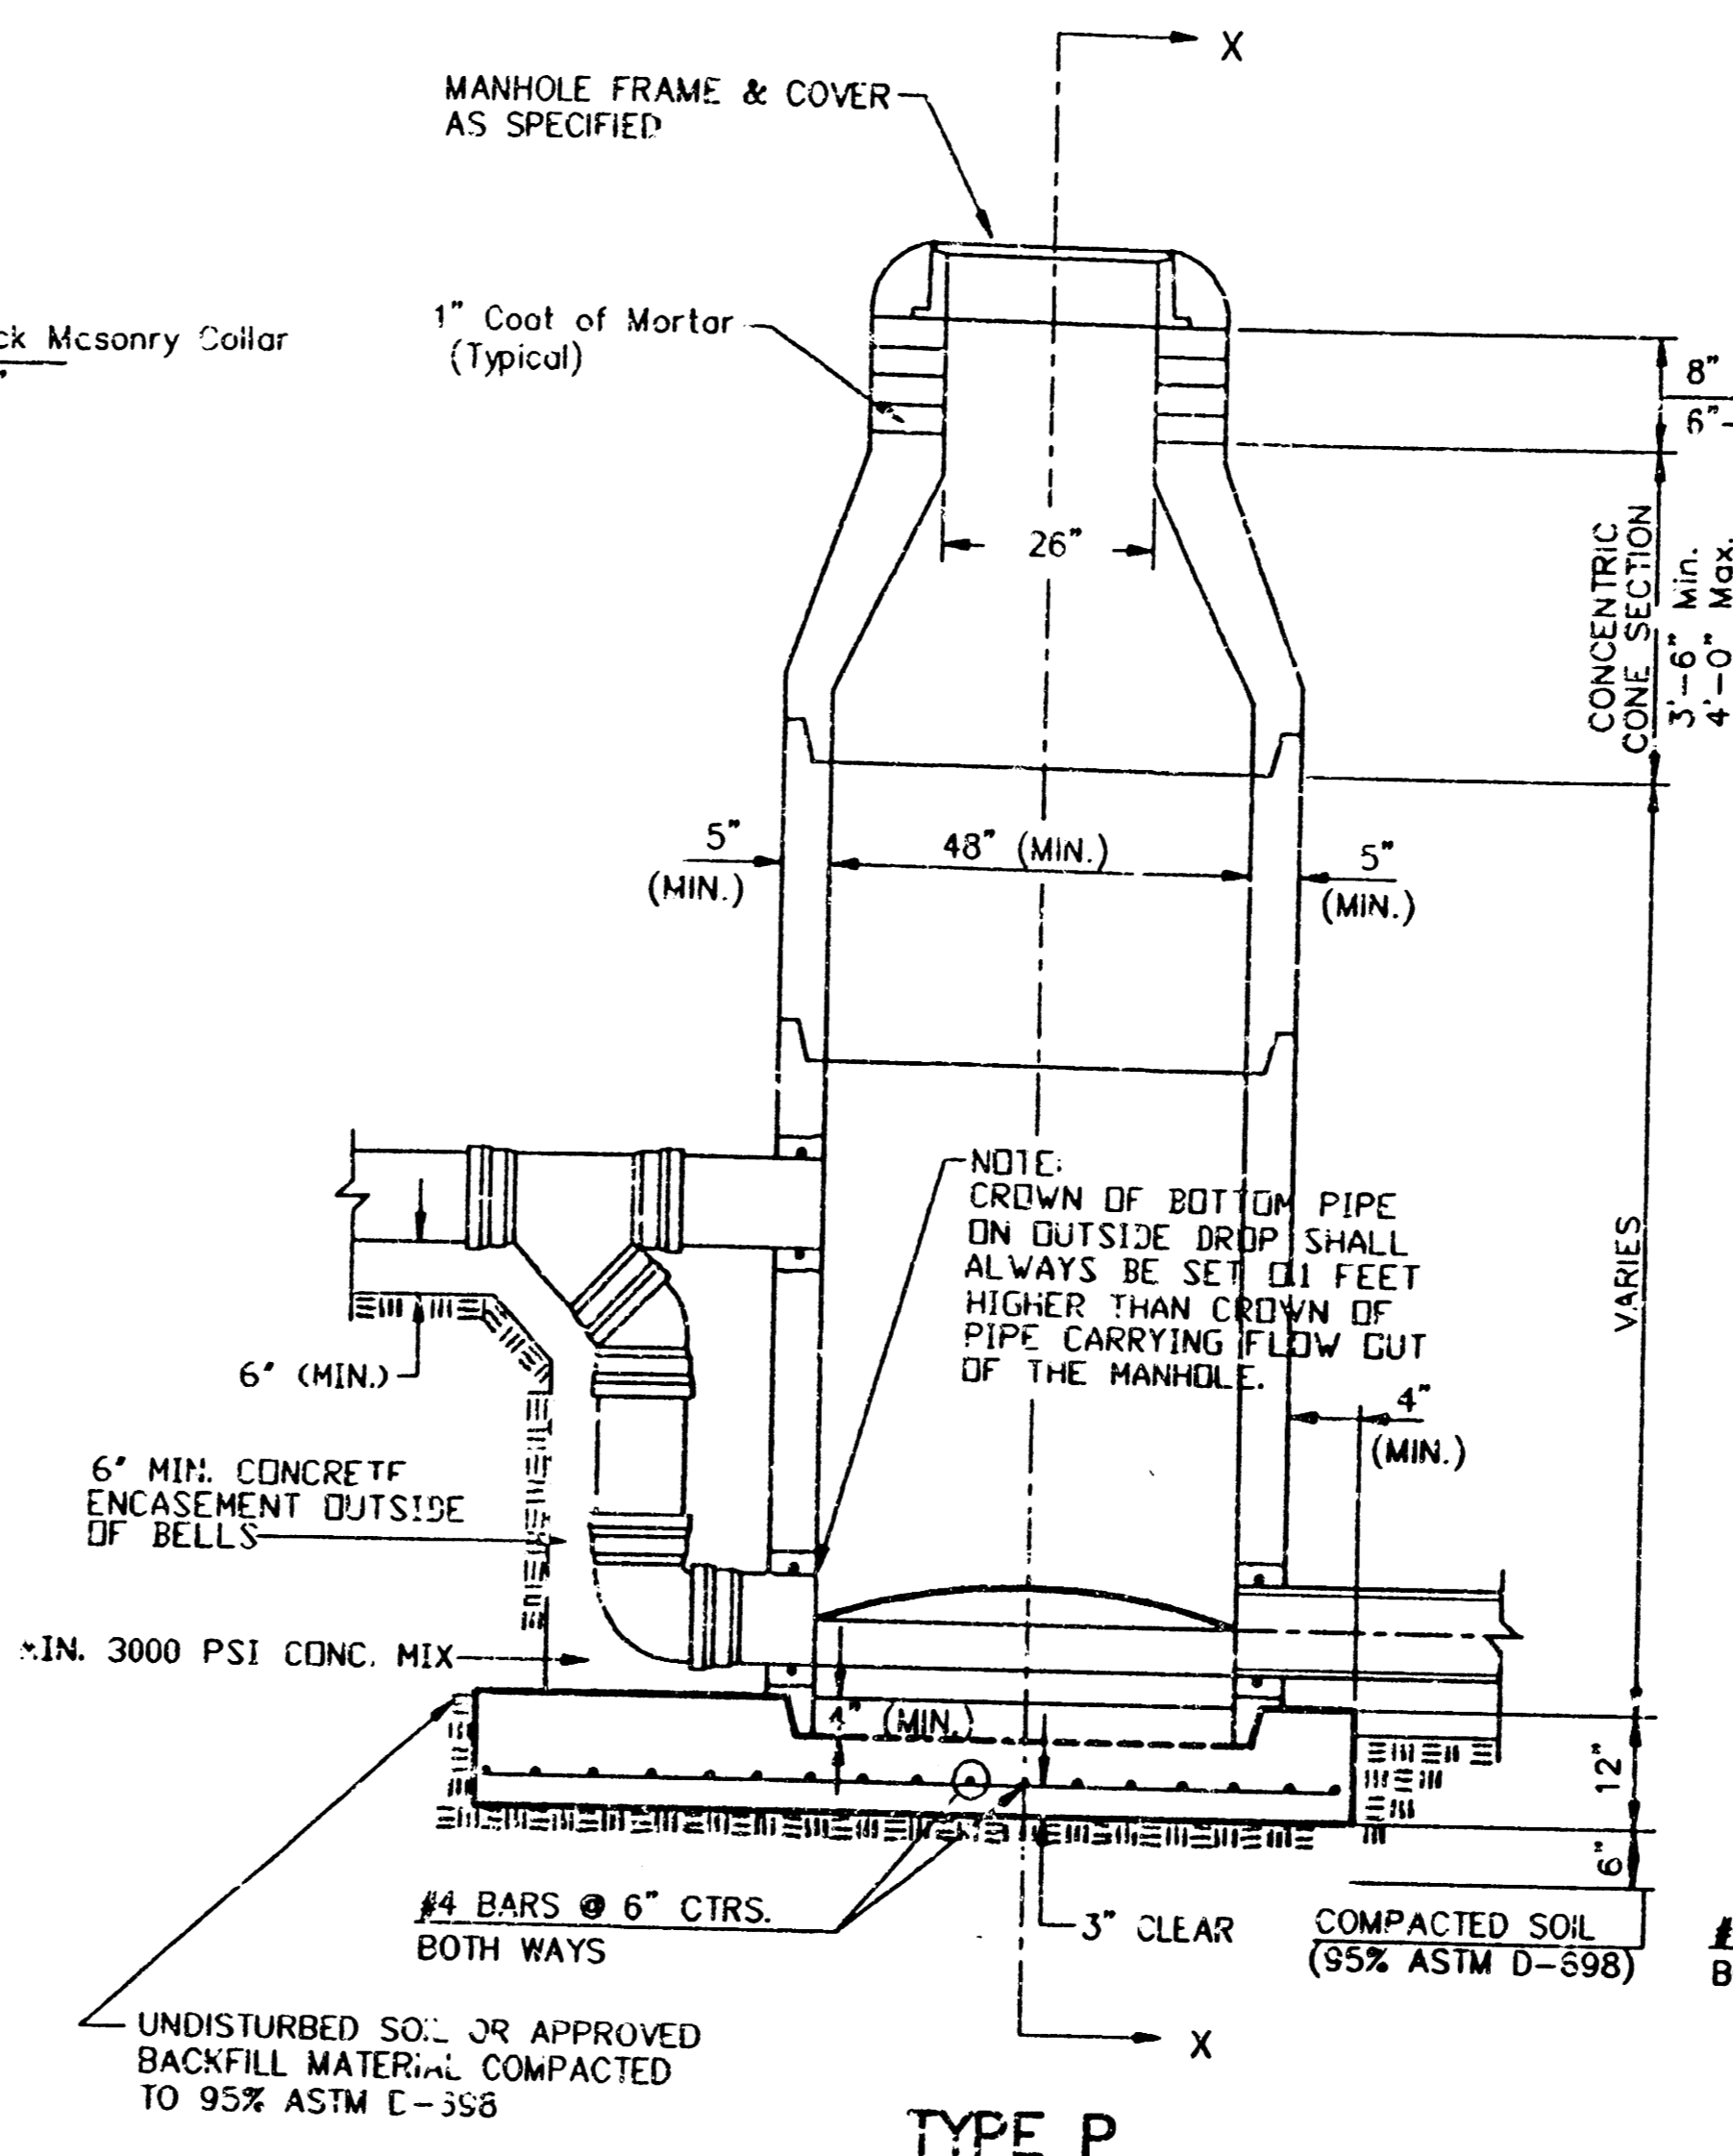 X
MANHOLE FRAME & COVER
AS SPECIFIED
ck Masonry Collar
1" Coat of Mortar
(Typical)
8"
6"
26"
CONCENTRIC
CONE SECTION
3'-6" Min.
4'-0" Max.
5"
(MIN.)
48" (MIN.)
5"
(MIN.)
NOTE:
CROWN OF BOTTOM PIPE
ON OUTSIDE DROP SHALL
ALWAYS BE SET 0.1 FEET
HIGHER THAN CROWN OF
PIPE CARRYING FLOW OUT
OF THE MANHOLE.
VARIES
6" (MIN.)
4"
(MIN.)
6" MIN. CONCRETE
ENCASEMENT OUTSIDE
OF BELLS
MIN. 3000 PSI CONC. MIX
4" (MIN.)
12"
6"
#4 BARS @ 6" CTRS.
BOTH WAYS
3" CLEAR
COMPACTED SOIL
(95% ASTM D-698)
#
B
UNDISTURBED SOIL OR APPROVED
BACKFILL MATERIAL COMPACTED
TO 95% ASTM D-698
X
TYPE P